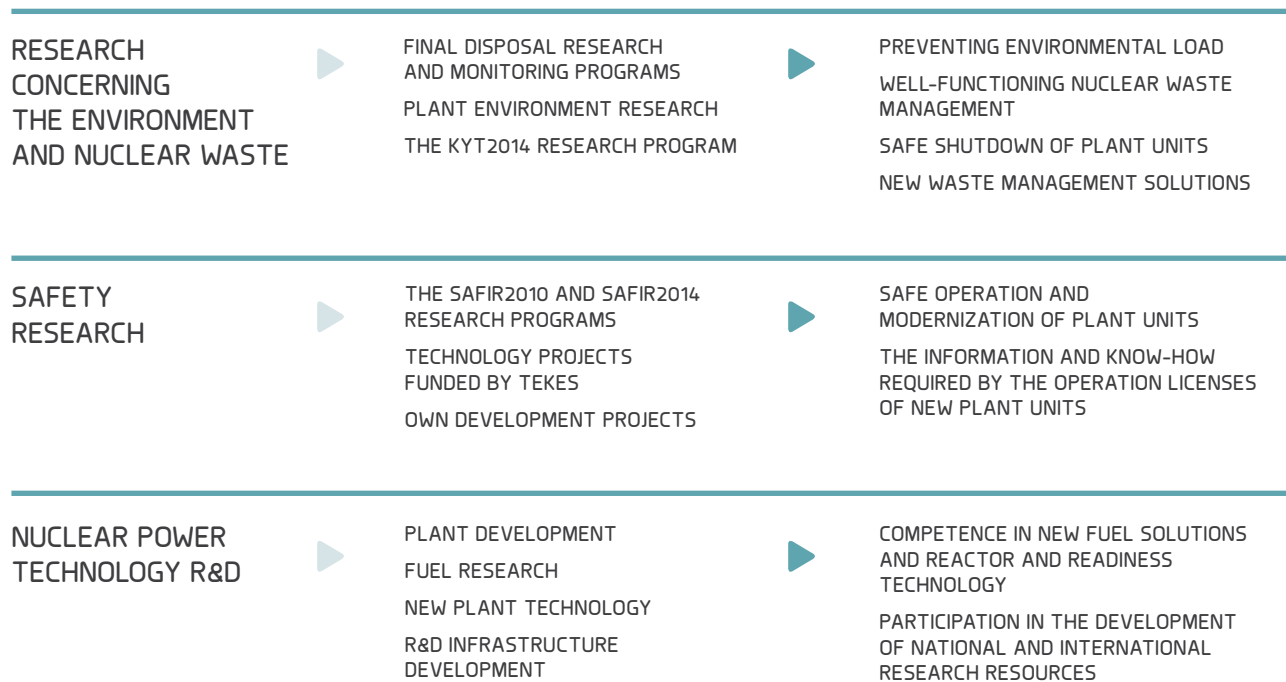 RESEARCH
CONCERNING
THE ENVIRONMENT
AND NUCLEAR WASTE
FINAL DISPOSAL RESEARCH
AND MONITORING PROGRAMS
PLANT ENVIRONMENT RESEARCH
THE KYT2014 RESEARCH PROGRAM
PREVENTING ENVIRONMENTAL LOAD
WELL-FUNCTIONING NUCLEAR WASTE
MANAGEMENT
SAFE SHUTDOWN OF PLANT UNITS
NEW WASTE MANAGEMENT SOLUTIONS
SAFETY
RESEARCH
THE SAFIR2010 AND SAFIR2014
RESEARCH PROGRAMS
TECHNOLOGY PROJECTS
FUNDED BY TEKES
OWN DEVELOPMENT PROJECTS
SAFE OPERATION AND
MODERNIZATION OF PLANT UNITS
THE INFORMATION AND KNOW-HOW
REQUIRED BY THE OPERATION LICENSES
OF NEW PLANT UNITS
NUCLEAR POWER
TECHNOLOGY R&D
PLANT DEVELOPMENT
FUEL RESEARCH
NEW PLANT TECHNOLOGY
R&D INFRASTRUCTURE
DEVELOPMENT
COMPETENCE IN NEW FUEL SOLUTIONS
AND REACTOR AND READINESS
TECHNOLOGY
PARTICIPATION IN THE DEVELOPMENT
OF NATIONAL AND INTERNATIONAL
RESEARCH RESOURCES